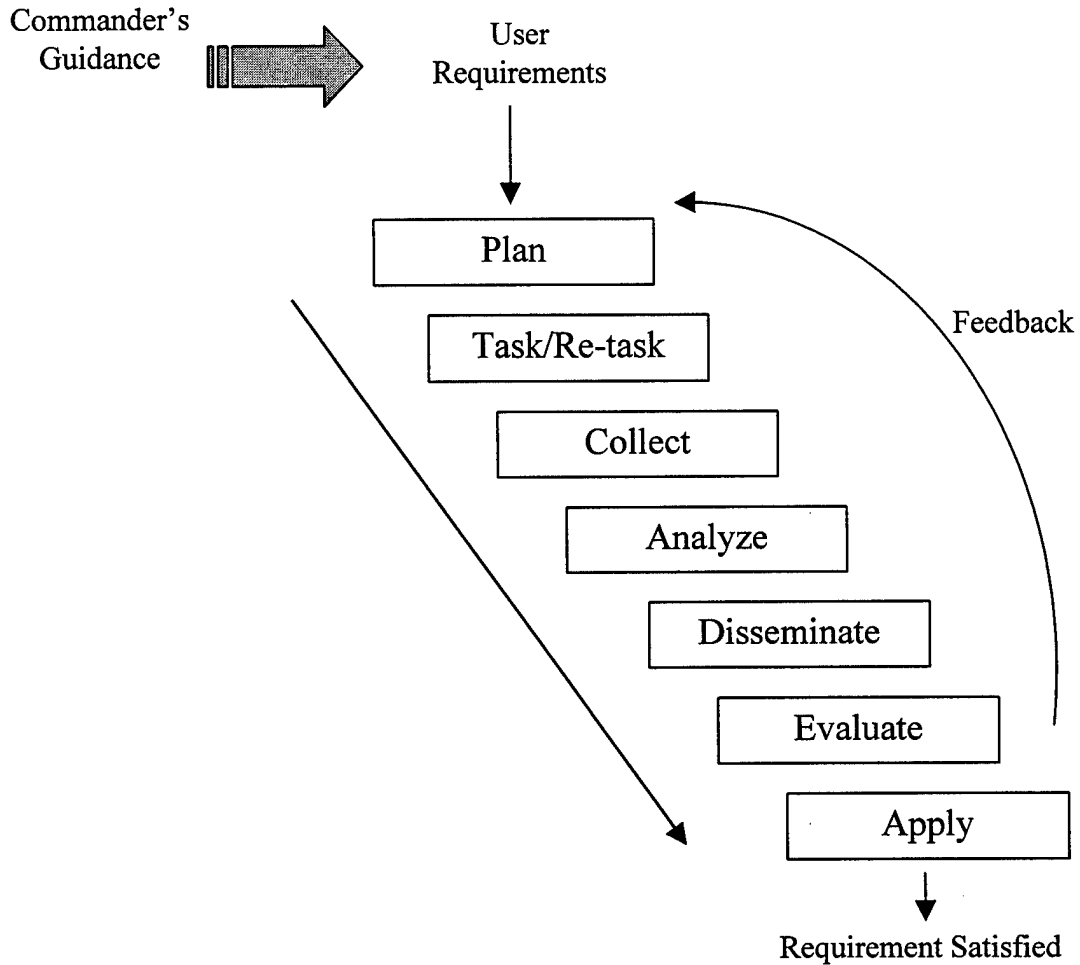 Commander's
Guidance
User
Requirements
Plan
Feedback
Task/Re-task
Collect
Analyze
Disseminate
Evaluate
Apply
Requirement Satisfied